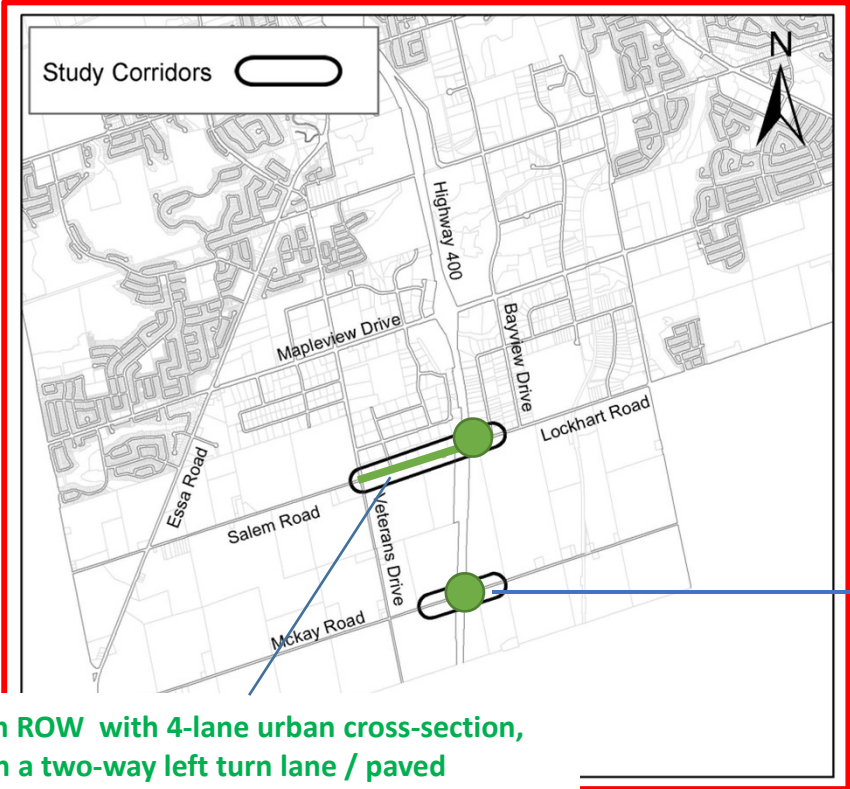 Study Corridors
N
Highway 400
Mapleview Drive
Bayview Drive
Lockhart Road
Essa Road
Salem Road
Veterans Drive
Mckay Road
ROW with 4-lane urban cross-section,
a two-way left turn lane / paved